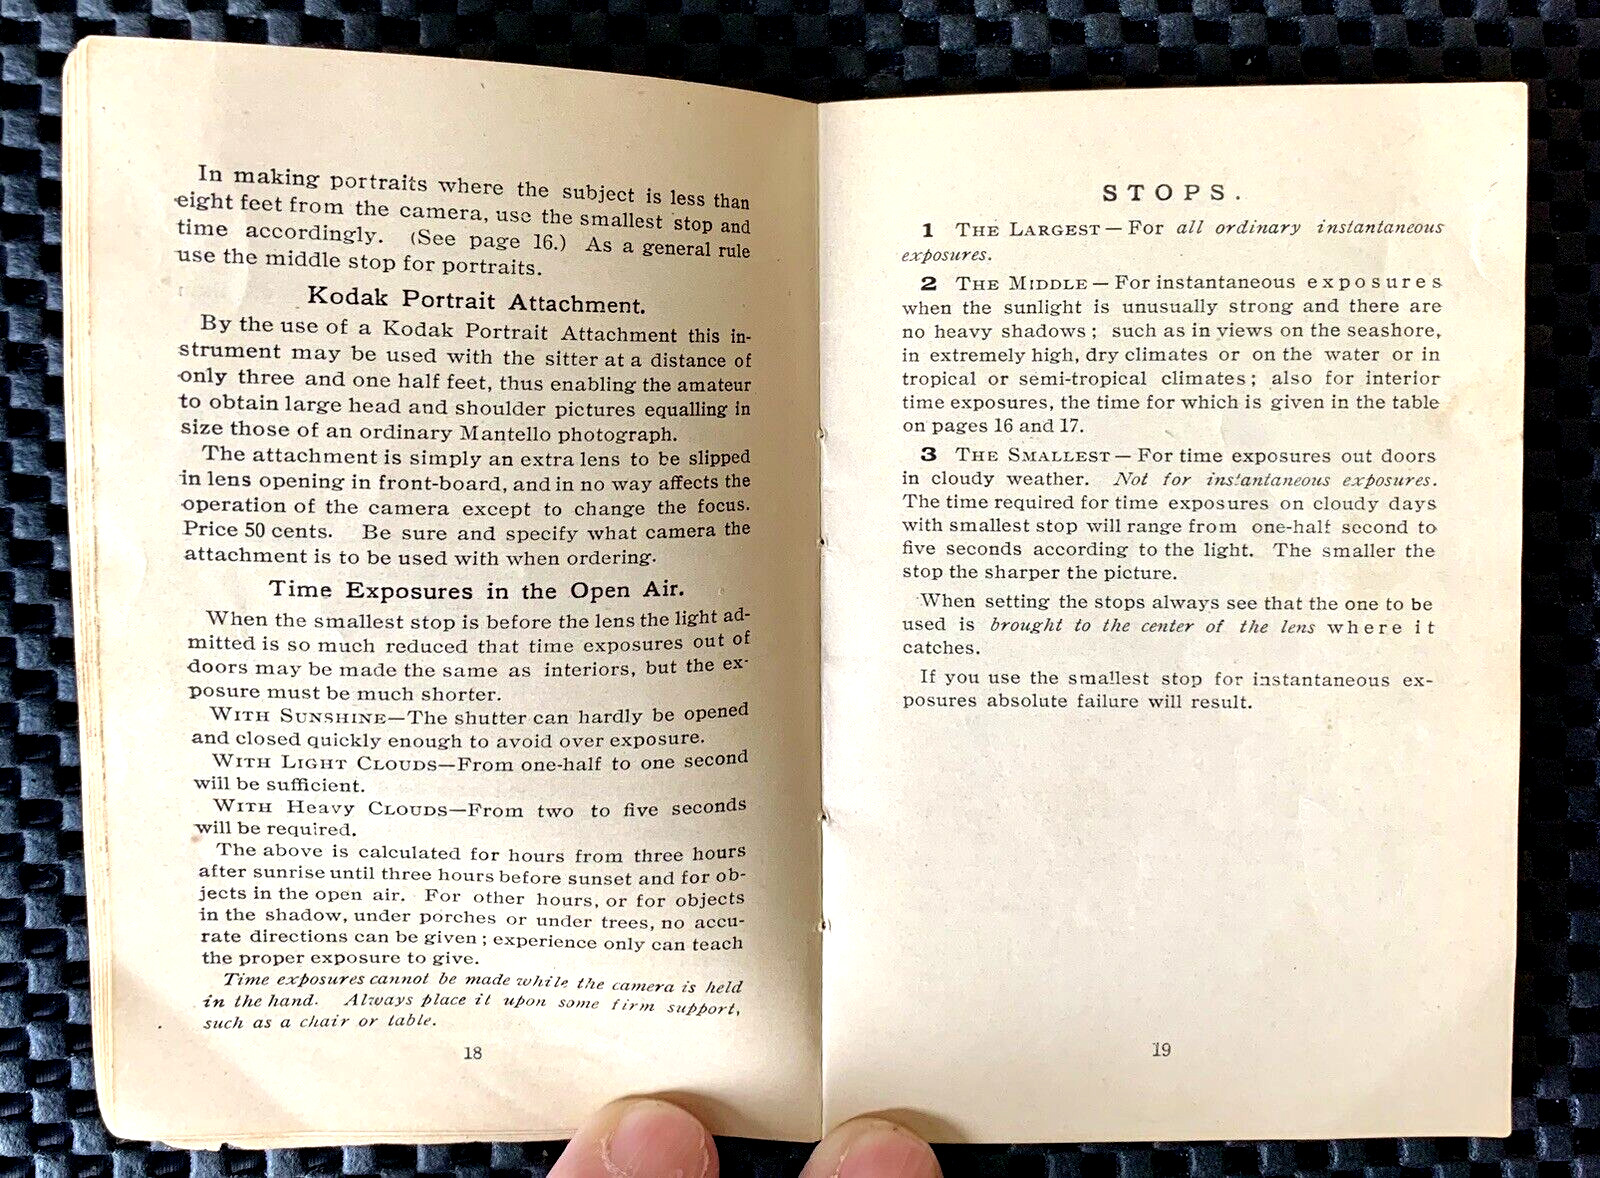 In making portraits where the subject is less than
eight feet from the camera, use the smallest stop and
time accordingly. (See page 16.) As a general rule
use the middle stop for portraits.
Kodak Portrait Attachment.
By the use of a Kodak Portrait Attachment this in-
strument may be used with the sitter at a distance of
only three and one half feet, thus enabling the amateur
to obtain large head and shoulder pictures equalling in
size those of an ordinary Mantello photograph.
The attachment is simply an extra lens to be slipped
in lens opening in front-board, and in no way affects the
operation of the camera except to change the focus.
Price 50 cents. Be sure and specify what camera the
attachment is to be used with when ordering.
Time Exposures in the Open Air.
When the smallest stop is before the lens the light ad-
mitted is so much reduced that time exposures out of
doors may be made the same as interiors, but the ex-
posure must be much shorter.
WITH SUNSHINE—The shutter can hardly be opened
and closed quickly enough to avoid over exposure.
WITH LIGHT CLOUDS—From one-half to one second
will be sufficient.
WITH Heavy CLOUDS—From two to five seconds
will be required.
The above is calculated for hours from three hours
after sunrise until three hours before sunset and for ob-
jects in the open air. For other hours, or for objects
in the shadow, under porches or under trees, no accu-
rate directions can be given; experience only can teach
the proper exposure to give.
Time exposures cannot be made while the camera is held
in the hand. Always place it upon some firm support,
such as a chair or table.
18
STOPS.
1 THE LARGEST—For all ordinary instantaneous
exposures.
2 THE MIDDLE—For instantaneous exposures
when the sunlight is unusually strong and there are
no heavy shadows; such as in views on the seashore,
in extremely high, dry climates or on the water or in
tropical or semi-tropical climates; also for interior
time exposures, the time for which is given in the table
on pages 16 and 17.
3 THE SMALLEST—For time exposures out doors
in cloudy weather. Not for instantaneous exposures.
The time required for time exposures on cloudy days
with smallest stop will range from one-half second to
five seconds according to the light. The smaller the
stop the sharper the picture.
When setting the stops always see that the one to be
used is brought to the center of the lens where it
catches.
If you use the smallest stop for instantaneous ex-
posures absolute failure will result.
19